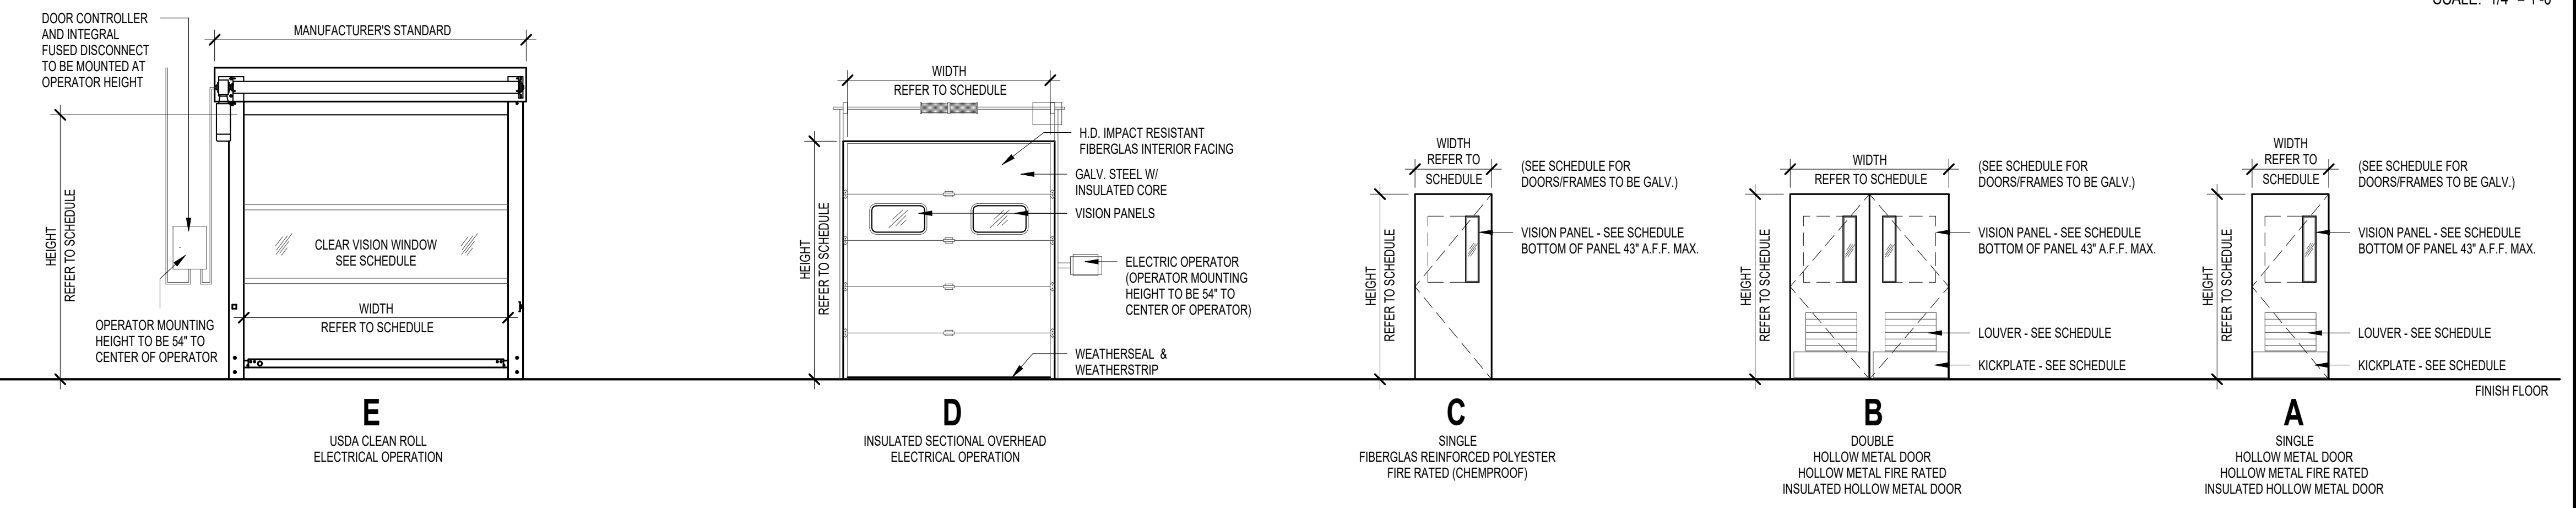 SCALE: 1/4" = 1'-0"
DOOR CONTROLLER
AND INTEGRAL
FUSED DISCONNECT
TO BE MOUNTED AT
OPERATOR HEIGHT
MANUFACTURER'S STANDARD
HEIGHT
REFER TO SCHEDULE
CLEAR VISION WINDOW
SEE SCHEDULE
WIDTH
REFER TO SCHEDULE
OPERATOR MOUNTING
HEIGHT TO BE 54" TO
CENTER OF OPERATOR
E
USDA CLEAN ROLL
ELECTRICAL OPERATION
WIDTH
REFER TO SCHEDULE
HEIGHT
REFER TO SCHEDULE
H.D. IMPACT RESISTANT
FIBERGLAS INTERIOR FACING
GALV. STEEL W/
INSULATED CORE
VISION PANELS
ELECTRIC OPERATOR
(OPERATOR MOUNTING
HEIGHT TO BE 54" TO
CENTER OF OPERATOR)
WEATHERSEAL &
WEATHERSTRIP
D
INSULATED SECTIONAL OVERHEAD
ELECTRICAL OPERATION
WIDTH
REFER TO
SCHEDULE
(SEE SCHEDULE FOR
DOORS/FRAMES TO BE GALV.)
HEIGHT
REFER TO SCHEDULE
VISION PANEL - SEE SCHEDULE
BOTTOM OF PANEL 43" A.F.F. MAX.
C
SINGLE
FIBERGLAS REINFORCED POLYESTER
FIRE RATED (CHEMPROOF)
WIDTH
REFER TO SCHEDULE
(SEE SCHEDULE FOR
DOORS/FRAMES TO BE GALV.)
HEIGHT
REFER TO SCHEDULE
VISION PANEL - SEE SCHEDULE
BOTTOM OF PANEL 43" A.F.F. MAX.
LOUVER - SEE SCHEDULE
KICKPLATE - SEE SCHEDULE
B
DOUBLE
HOLLOW METAL DOOR
HOLLOW METAL FIRE RATED
INSULATED HOLLOW METAL DOOR
WIDTH
REFER TO
SCHEDULE
(SEE SCHEDULE FOR
DOORS/FRAMES TO BE GALV.)
HEIGHT
REFER TO SCHEDULE
VISION PANEL - SEE SCHEDULE
BOTTOM OF PANEL 43" A.F.F. MAX.
LOUVER - SEE SCHEDULE
KICKPLATE - SEE SCHEDULE
FINISH FLOOR
A
SINGLE
HOLLOW METAL DOOR
HOLLOW METAL FIRE RATED
INSULATED HOLLOW METAL DOOR